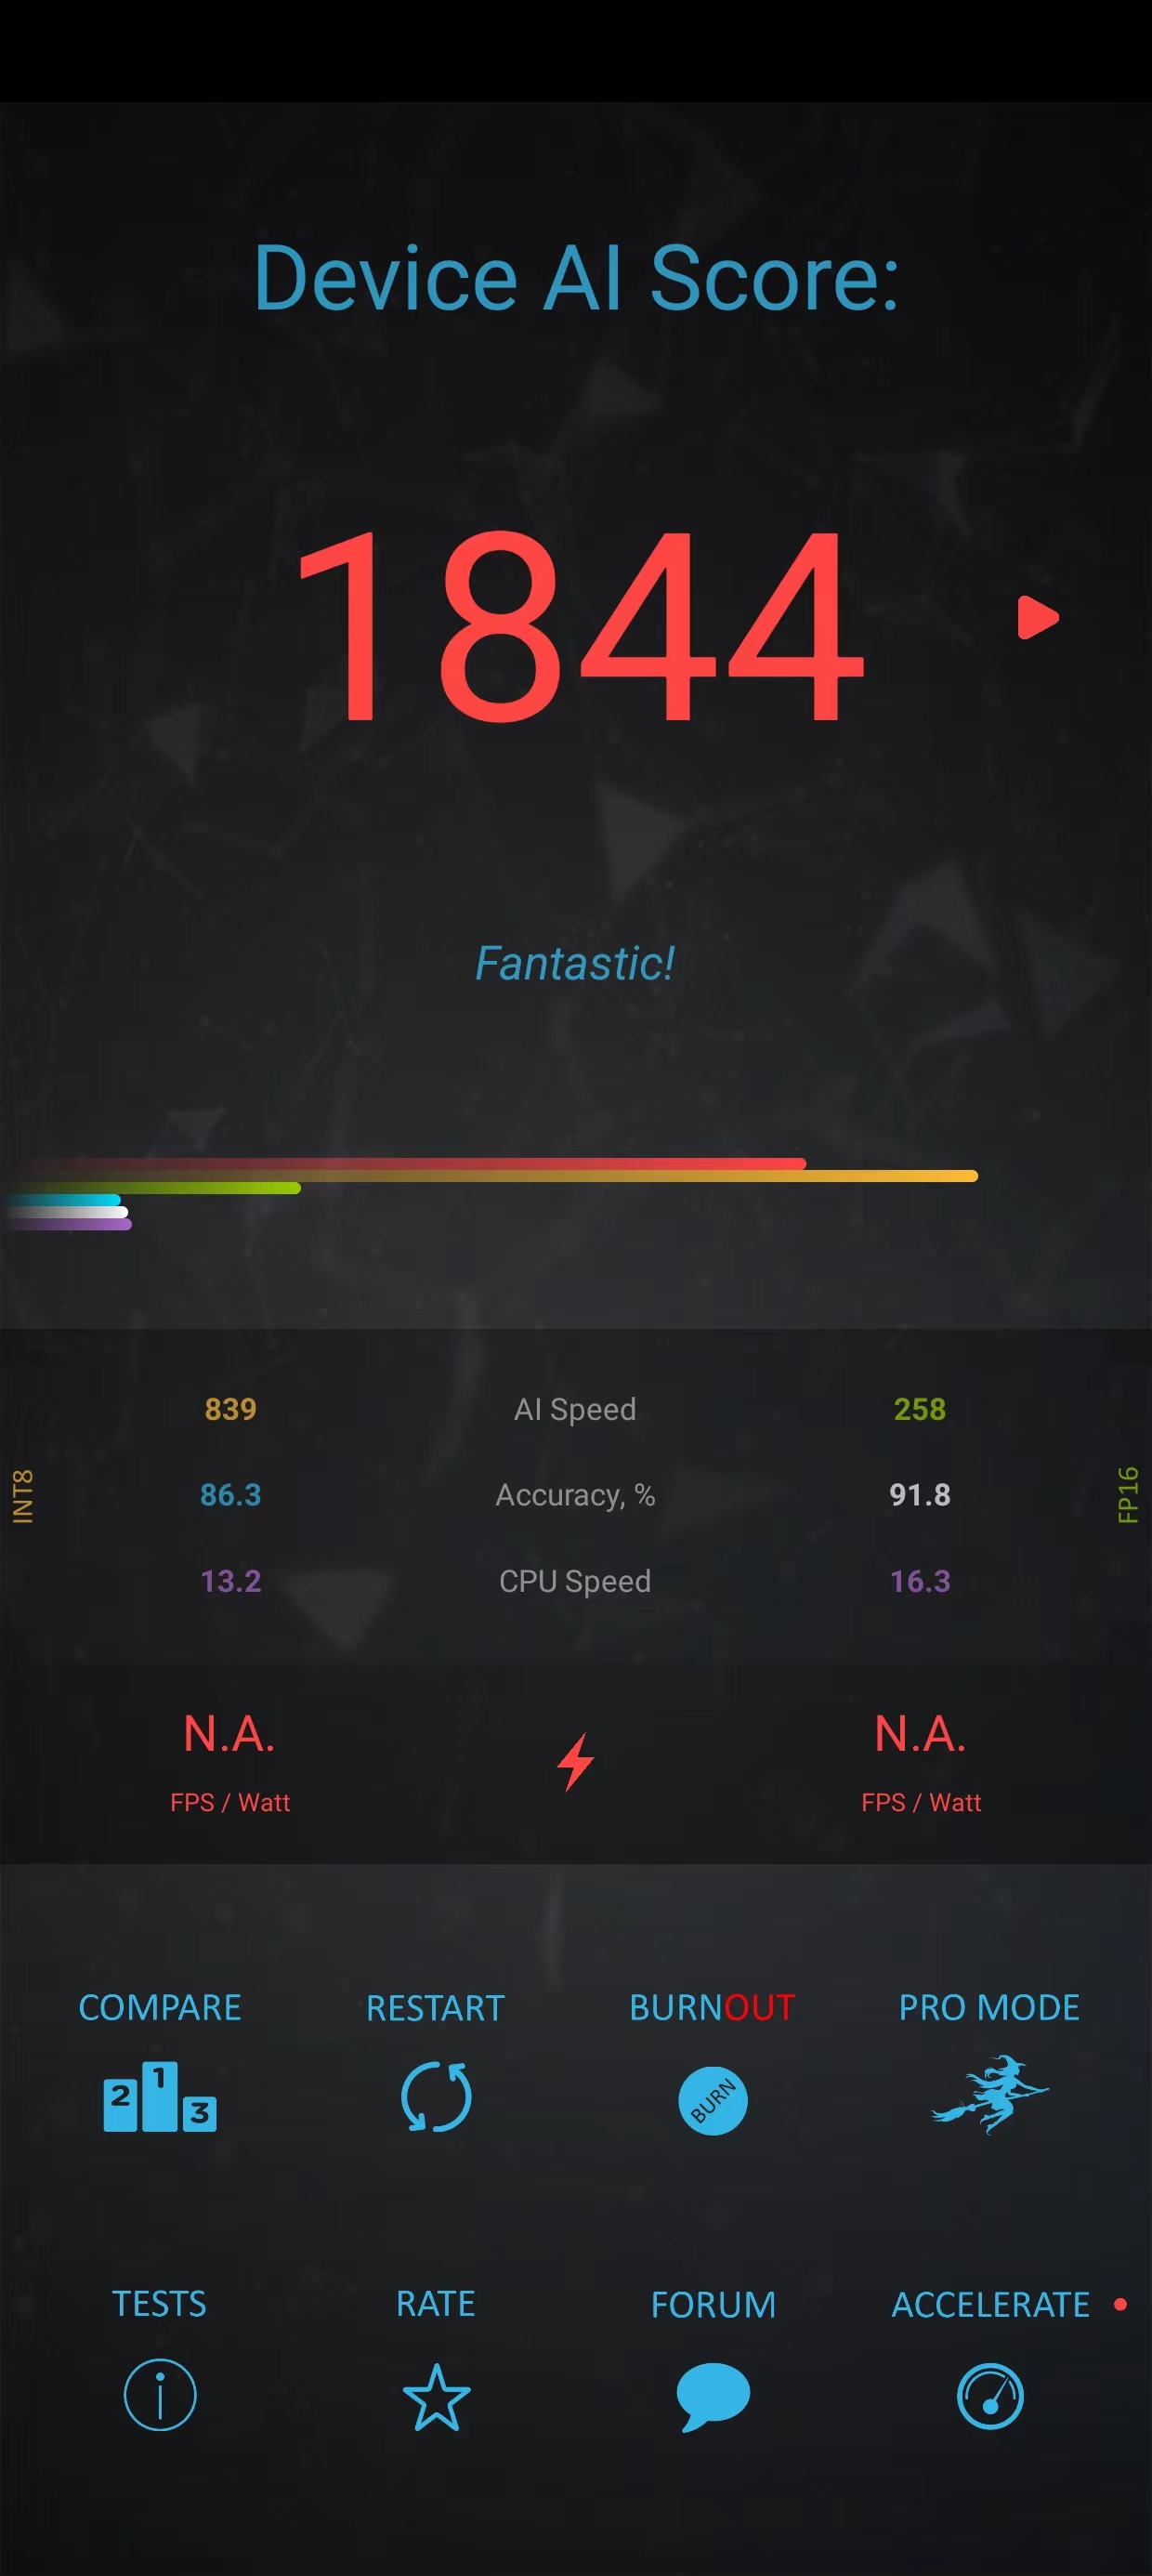 Device AI Score:
1844
Fantastic!
839 AI Speed 258
INT8 86.3 Accuracy, % 91.8 FP16
13.2 CPU Speed 16.3
N.A. N.A.
FPS / Watt FPS / Watt
COMPARE RESTART BURNOUT PRO MODE
2 1 3 BURN
TESTS RATE FORUM ACCELERATE